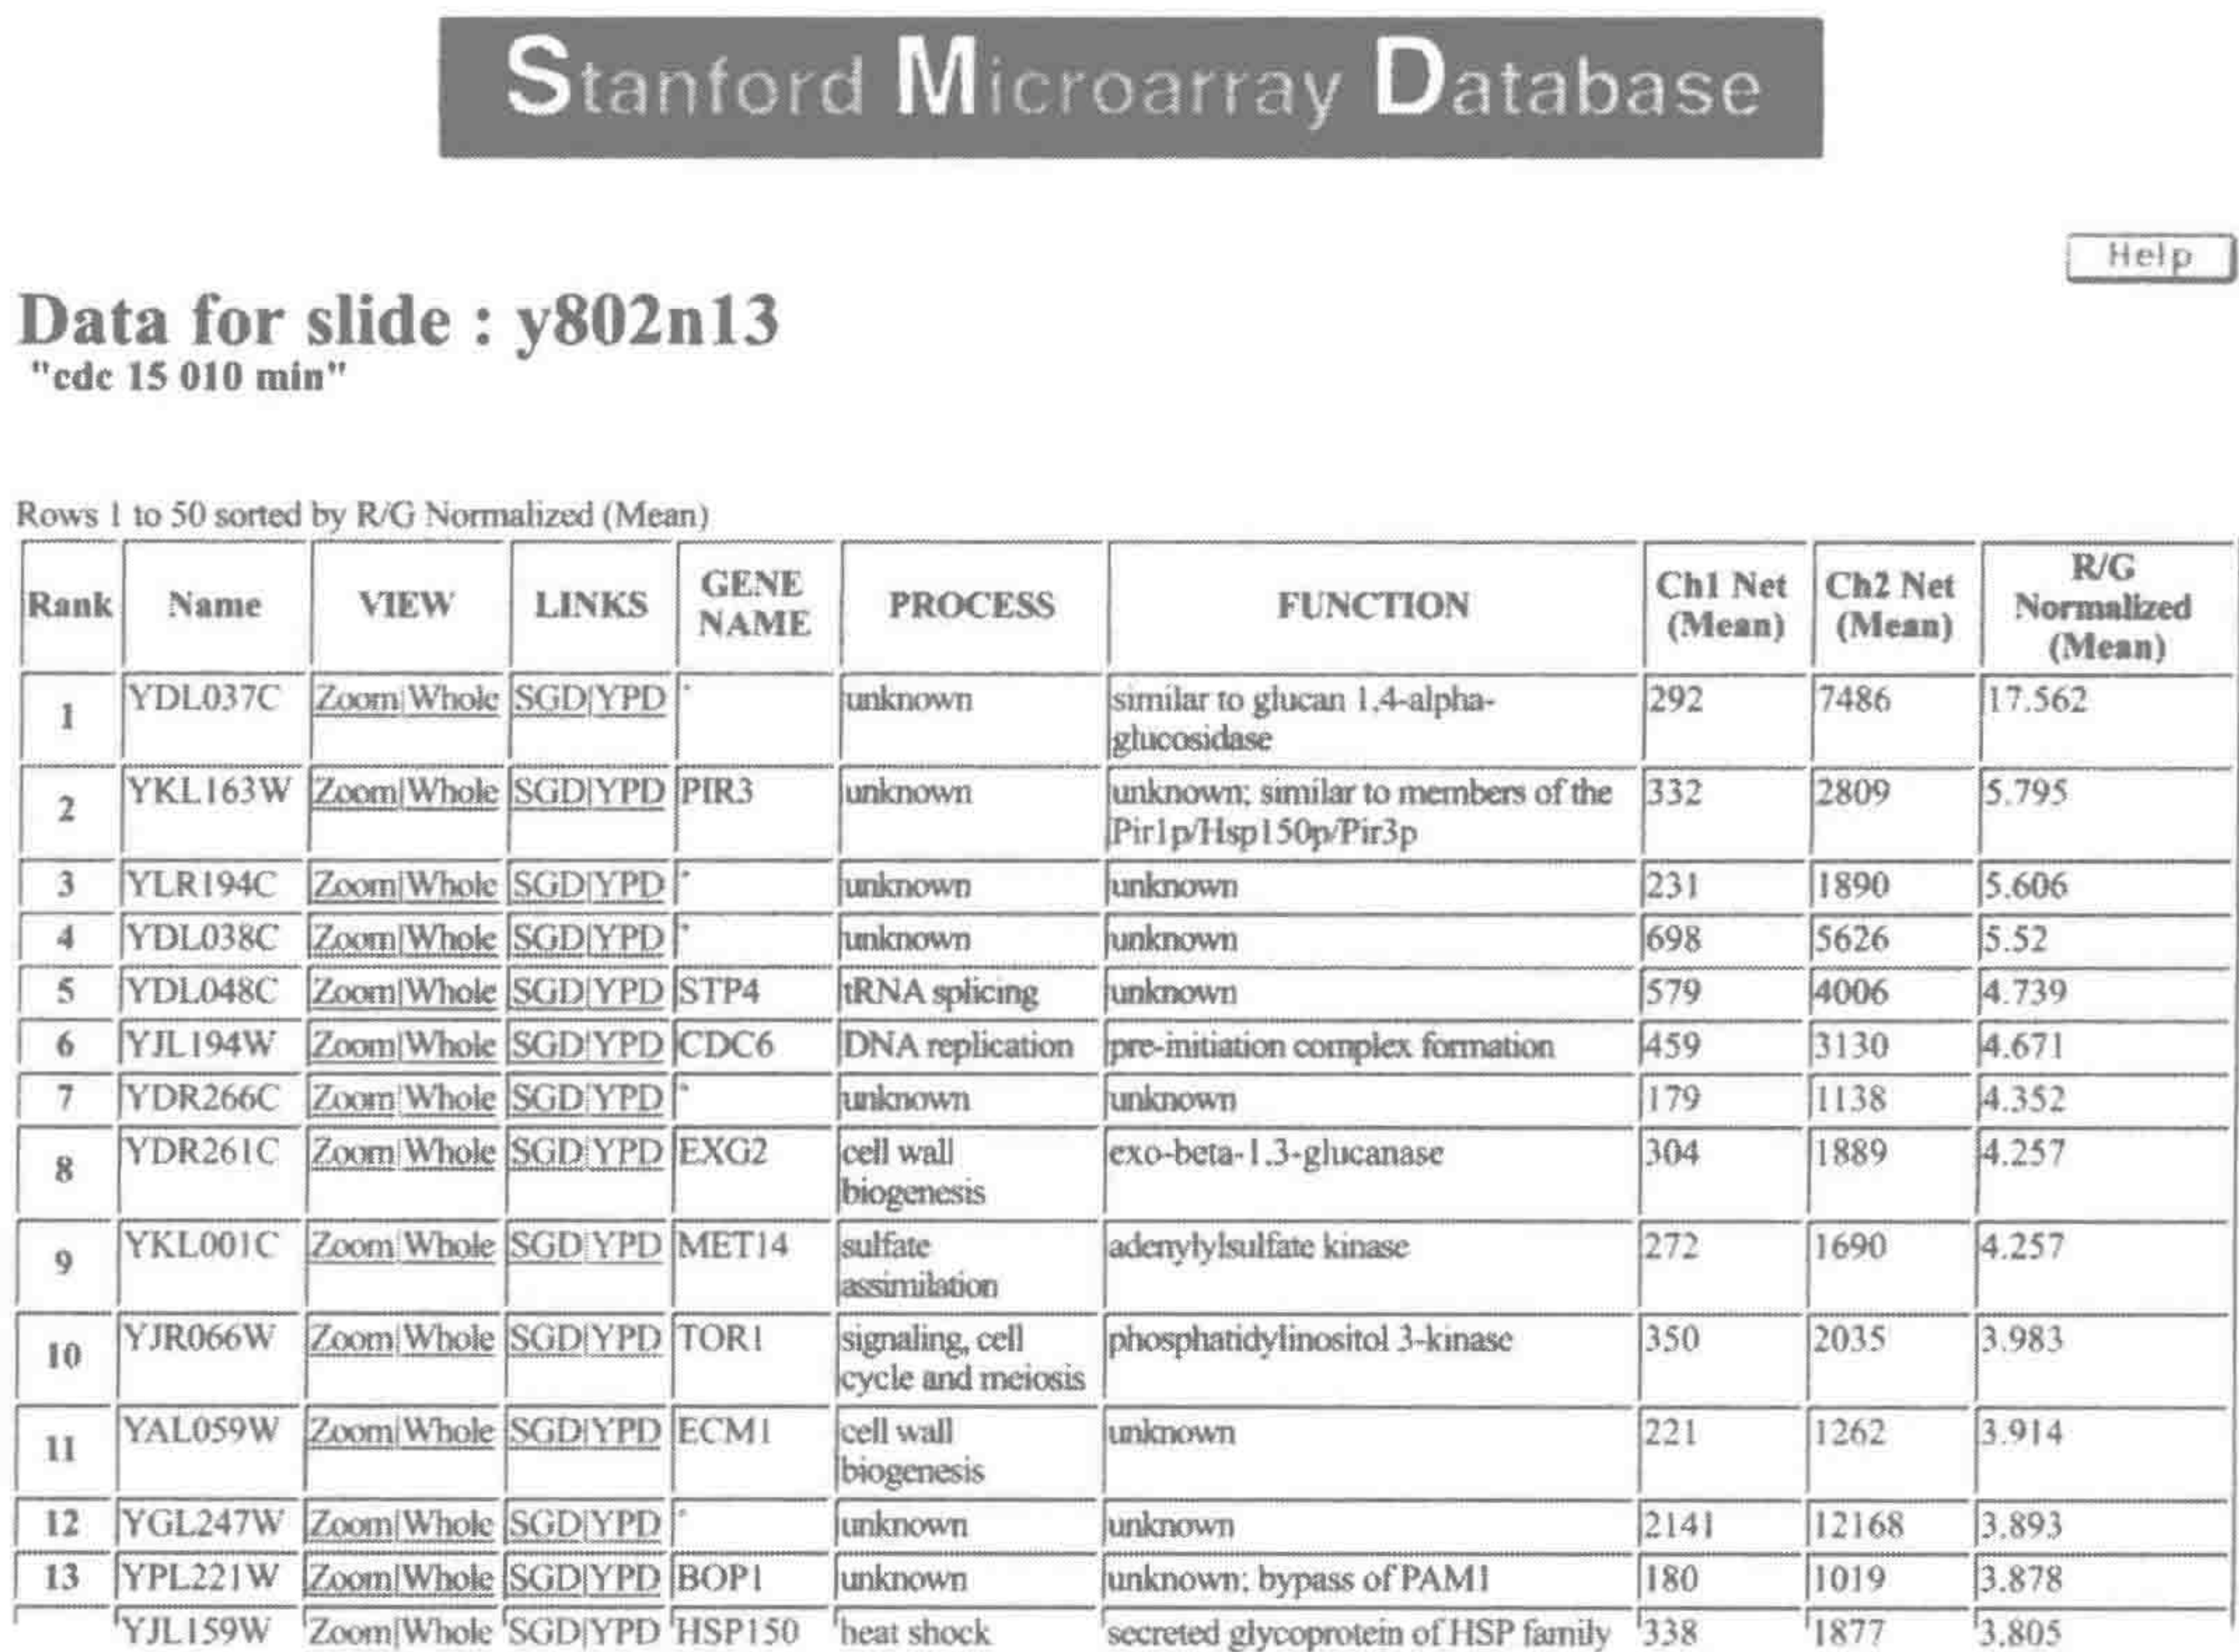 Stanford Microarray Database
Help
Data for slide : y802n13
"cdc 15 010 min"
Rows 1 to 50 sorted by R/G Normalized (Mean)
Rank Name VIEW LINKS GENE NAME PROCESS FUNCTION Ch1 Net (Mean) Ch2 Net (Mean) R/G Normalized (Mean)
1 YDL037C Zoom|Whole SGD|YPD unknown similar to glucan 1,4-alpha-glucosidase 292 7486 17.562
2 YKL163W Zoom|Whole SGD|YPD PIR3 unknown unknown; similar to members of the Pir1p/Hsp150p/Pir3p 332 2809 5.795
3 YLR194C Zoom|Whole SGD|YPD unknown unknown 231 1890 5.606
4 YDL038C Zoom|Whole SGD|YPD unknown unknown 698 5626 5.52
5 YDL048C Zoom|Whole SGD|YPD STP4 tRNA splicing unknown 579 4006 4.739
6 YJL194W Zoom|Whole SGD|YPD CDC6 DNA replication pre-initiation complex formation 459 3130 4.671
7 YDR266C Zoom|Whole SGD|YPD unknown unknown 179 1138 4.352
8 YDR261C Zoom|Whole SGD|YPD EXG2 cell wall biogenesis exo-beta-1,3-glucanase 304 1889 4.257
9 YKL001C Zoom|Whole SGD|YPD MET14 sulfate assimilation adenylylsulfate kinase 272 1690 4.257
10 YJR066W Zoom|Whole SGD|YPD TOR1 signaling, cell cycle and meiosis phosphatidylinositol 3-kinase 350 2035 3.983
11 YAL059W Zoom|Whole SGD|YPD ECM1 cell wall biogenesis unknown 221 1262 3.914
12 YGL247W Zoom|Whole SGD|YPD unknown unknown 2141 12168 3.893
13 YPL221W Zoom|Whole SGD|YPD BOP1 unknown unknown; bypass of PAM1 180 1019 3.878
YJL159W Zoom|Whole SGD|YPD HSP150 heat shock secreted glycoprotein of HSP family 338 1877 3.805